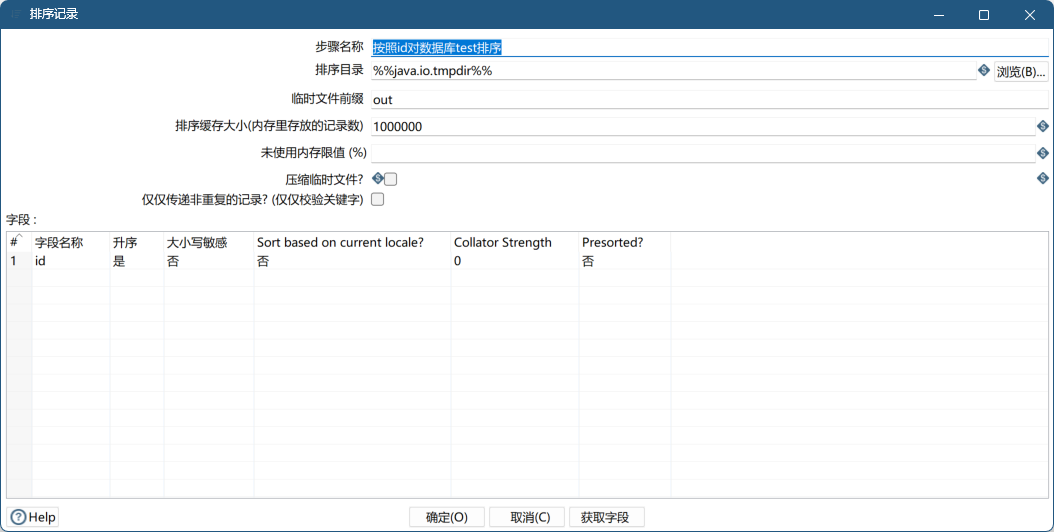 排序记录
步骤名称 按照id对数据库test排序
排序目录 %%java.io.tmpdir%% 浏览(B)...
临时文件前缀 out
排序缓存大小(内存里存放的记录数) 1000000
未使用内存限值 (%)
压缩临时文件?
仅仅传递非重复的记录? (仅仅校验关键字)
字段 :
# 字段名称 升序 大小写敏感 Sort based on current locale? Collator Strength Presorted?
1 id 是 否 否 0 否
Help 确定(O) 取消(C) 获取字段